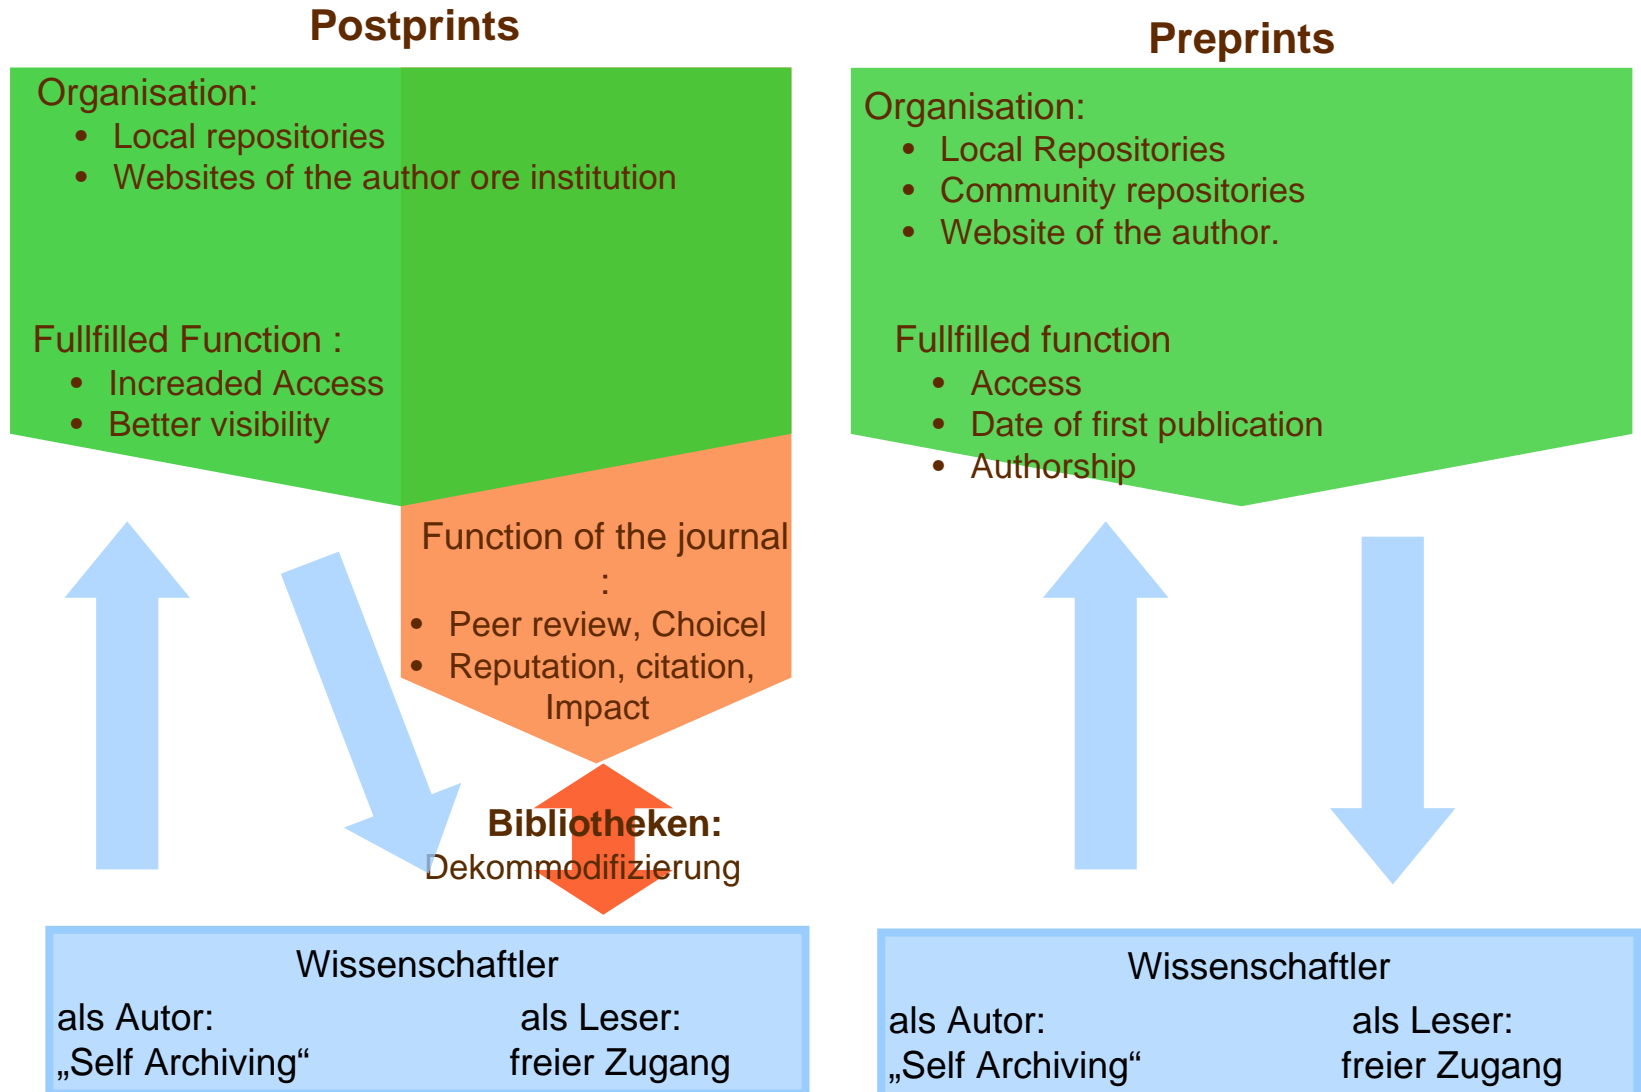 Postprints
Organisation:
• Local repositories
• Websites of the author ore institution
Fullfilled Function :
• Increaded Access
• Better visibility
Function of the journal
:
• Peer review, Choicel
• Reputation, citation,
Impact
Bibliotheken:
Dekommodifizierung
Wissenschaftler
als Autor: als Leser:
„Self Archiving“ freier Zugang
Preprints
Organisation:
• Local Repositories
• Community repositories
• Website of the author.
Fullfilled function
• Access
• Date of first publication
• Authorship
Wissenschaftler
als Autor: als Leser:
„Self Archiving“ freier Zugang